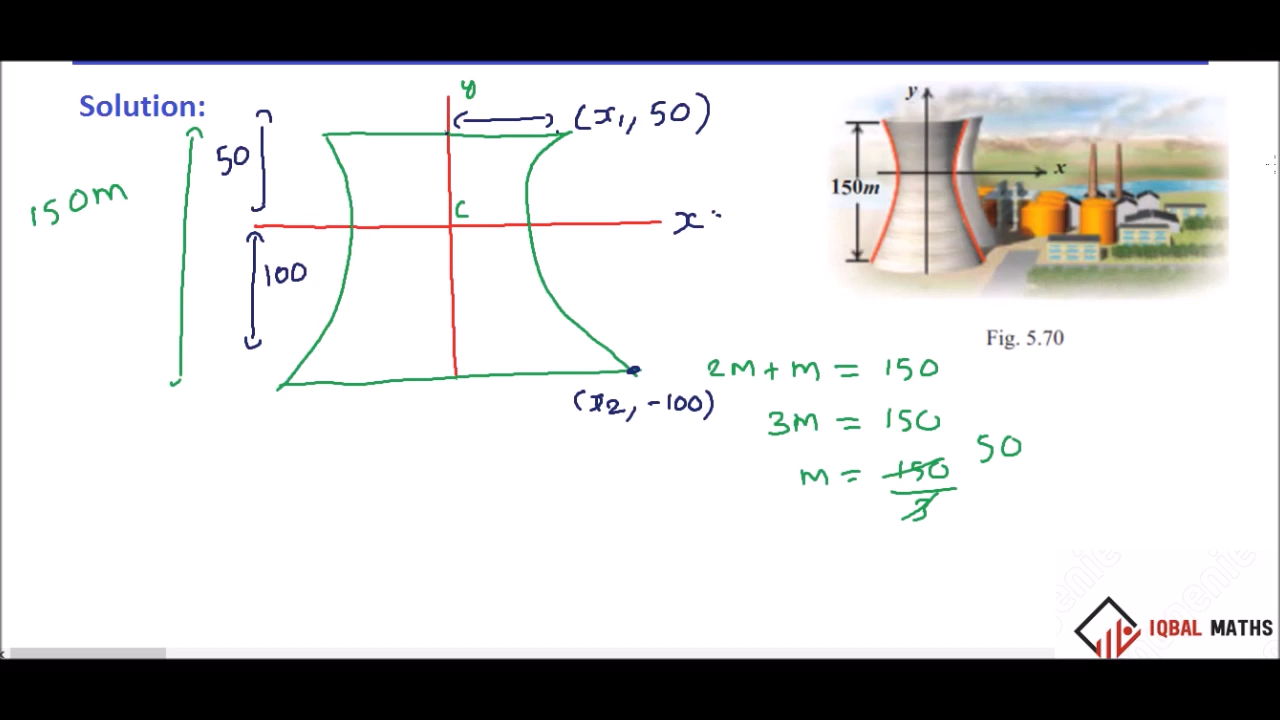 Solution:
y
(x₁, 50)
50
150m
C
x
100
(x₂, -100)
y
x
150m
Fig. 5.70
2m + m = 150
3m = 150
m = 150/3 50
IQBAL MATHS